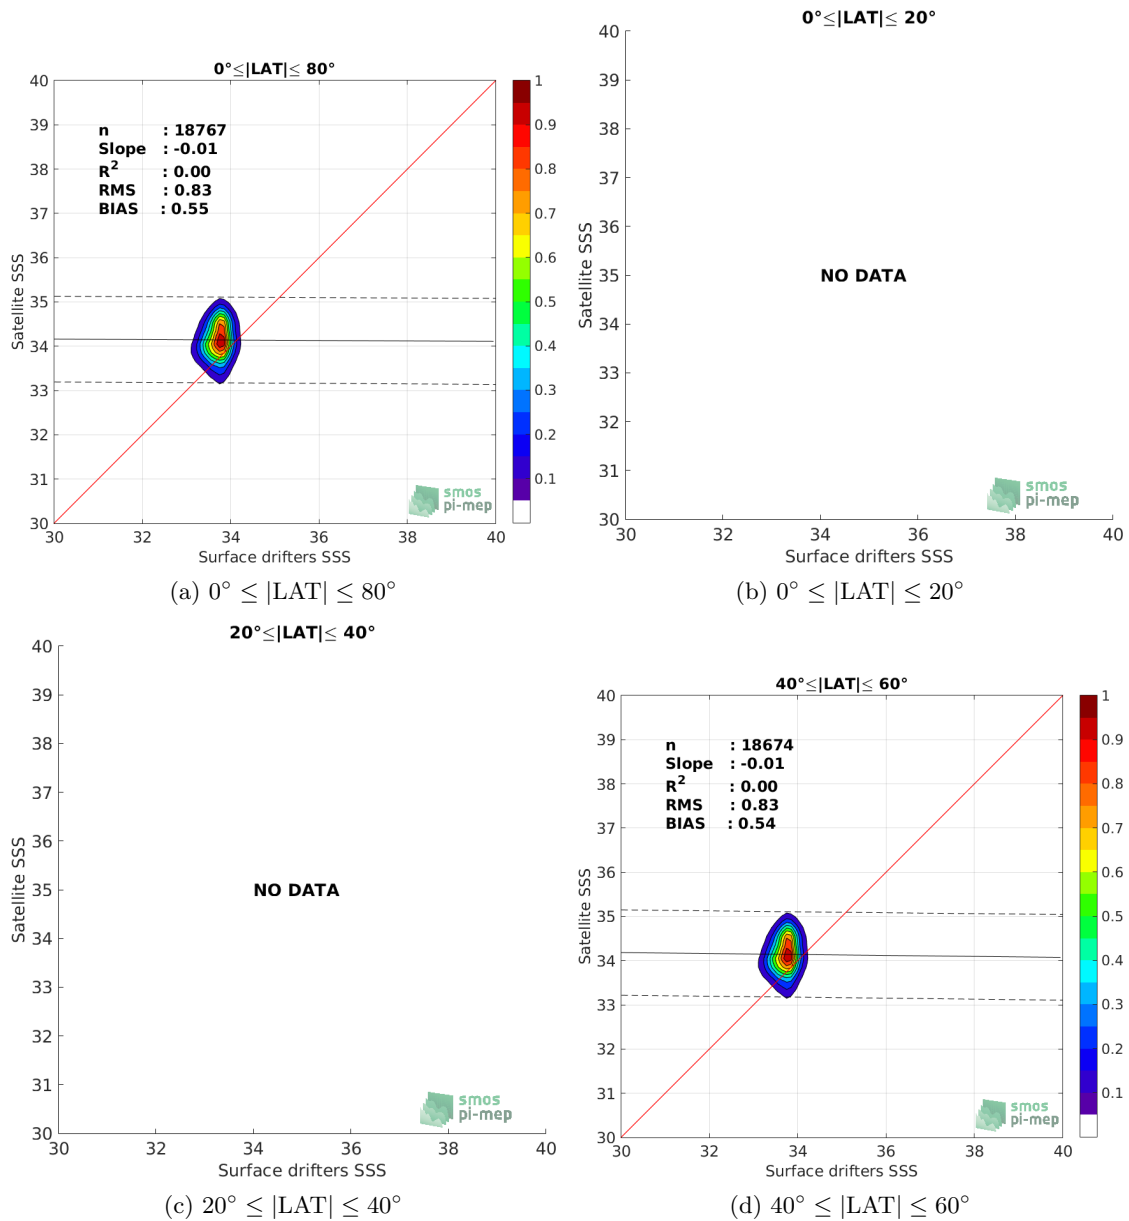 0°≤|LAT|≤ 80°
40
39
38
37
36
35
34
33
32
31
30
Satellite SSS
n : 18767
Slope : -0.01
R² : 0.00
RMS : 0.83
BIAS : 0.55
smos
pi-mep
30 32 34 36 38 40
Surface drifters SSS
1
0.9
0.8
0.7
0.6
0.5
0.4
0.3
0.2
0.1
(a) 0° ≤ |LAT| ≤ 80°
0°≤|LAT|≤ 20°
40
39
38
37
36
35
34
33
32
31
30
Satellite SSS
NO DATA
smos
pi-mep
30 32 34 36 38 40
Surface drifters SSS
(b) 0° ≤ |LAT| ≤ 20°
20°≤|LAT|≤ 40°
40
39
38
37
36
35
34
33
32
31
30
Satellite SSS
NO DATA
smos
pi-mep
30 32 34 36 38 40
Surface drifters SSS
(c) 20° ≤ |LAT| ≤ 40°
40°≤|LAT|≤ 60°
40
39
38
37
36
35
34
33
32
31
30
Satellite SSS
n : 18674
Slope : -0.01
R² : 0.00
RMS : 0.83
BIAS : 0.54
smos
pi-mep
30 32 34 36 38 40
Surface drifters SSS
1
0.9
0.8
0.7
0.6
0.5
0.4
0.3
0.2
0.1
(d) 40° ≤ |LAT| ≤ 60°